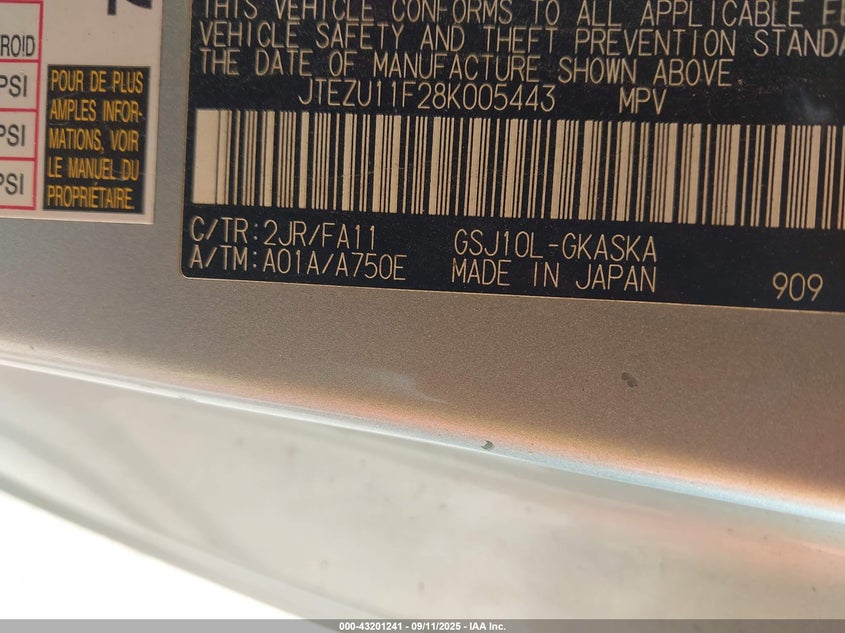 THIS VEHICLE CONFORMS TO ALL APPLICABLE
VEHICLE SAFETY AND THEFT PREVENTION
THE DATE OF MANUFACTURE SHOWN ABOVE
JTEZU11F28K005443 MPV
C/TR:2JR/FA11 GSJ10L-GKASKA
A/TM:A01A/A750E MADE IN JAPAN 909
PSI
PSI
PSI
POUR DE PLUS
AMPLES INFOR-
MATIONS, VOIR
LE MANUEL DU
PROPRIÉTAIRE.
000-43201241 - 09/11/2025 - IAA Inc.